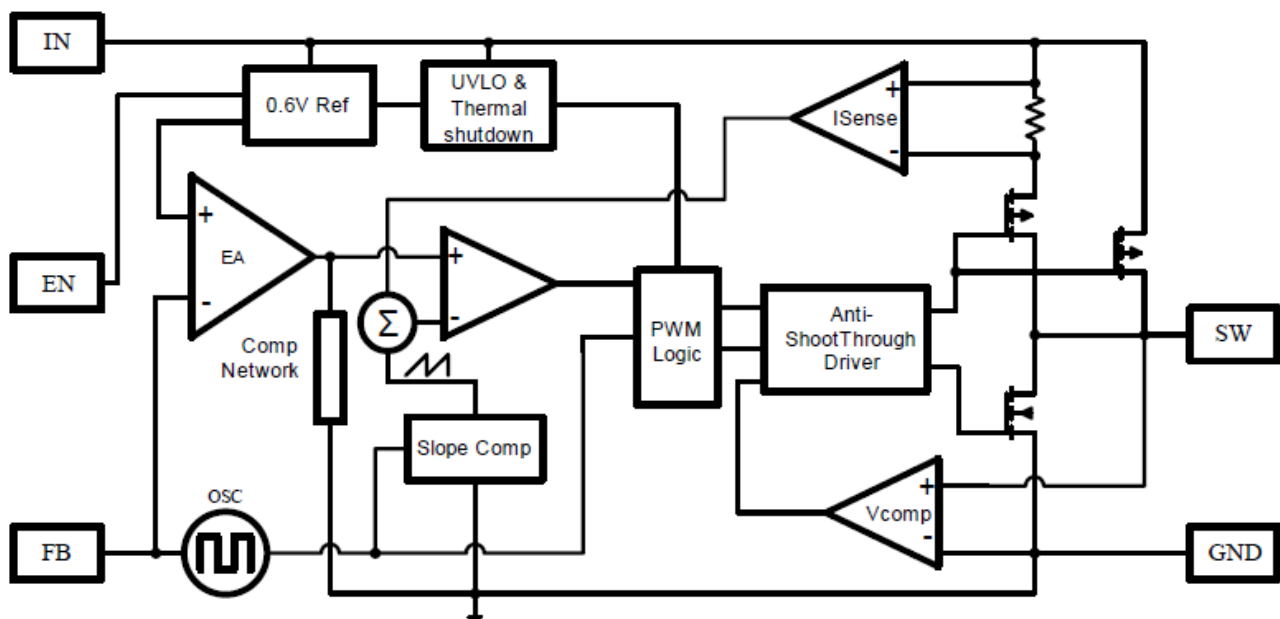 IN
0.6V Ref
UVLO &
Thermal
shutdown
+
ISense
-
+
EA
-
EN
+
-
Σ
Comp
Network
PWM
Logic
Anti-
ShootThrough
Driver
SW
Slope Comp
OSC
+
Vcomp
-
FB
GND